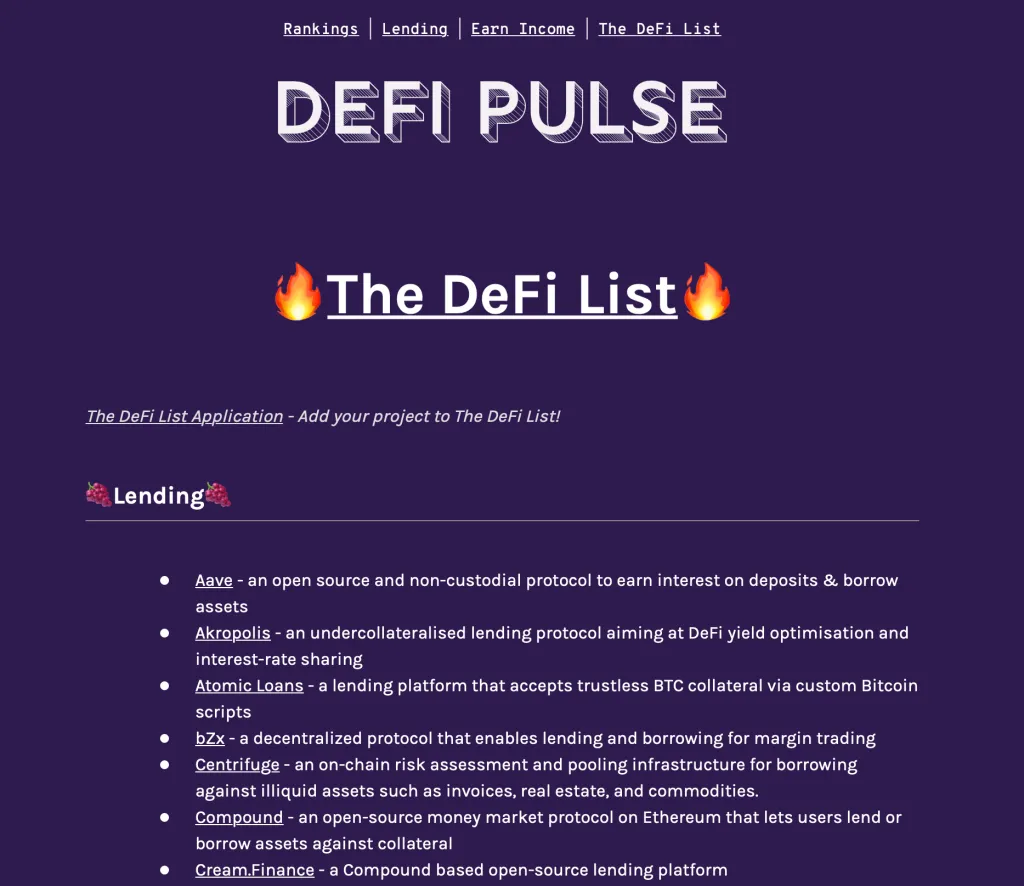 Rankings | Lending | Earn Income | The DeFi List
DEFI PULSE
🔥The DeFi List🔥
The DeFi List Application - Add your project to The DeFi List!
🍇Lending🍇
● Aave - an open source and non-custodial protocol to earn interest on deposits & borrow
assets
● Akropolis - an undercollateralised lending protocol aiming at DeFi yield optimisation and
interest-rate sharing
● Atomic Loans - a lending platform that accepts trustless BTC collateral via custom Bitcoin
scripts
● bZx - a decentralized protocol that enables lending and borrowing for margin trading
● Centrifuge - an on-chain risk assessment and pooling infrastructure for borrowing
against illiquid assets such as invoices, real estate, and commodities.
● Compound - an open-source money market protocol on Ethereum that lets users lend or
borrow assets against collateral
● Cream.Finance - a Compound based open-source lending platform